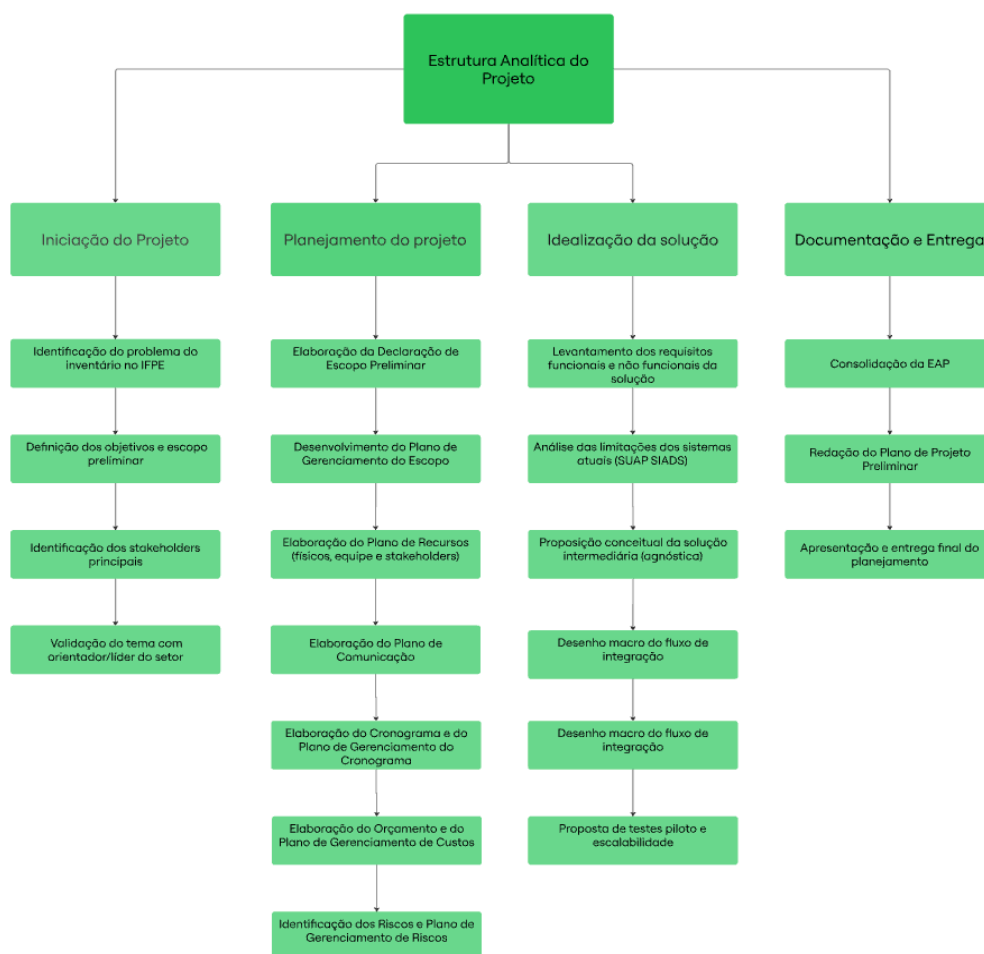 Estrutura Analítica do
Projeto
Iniciação do Projeto
Planejamento do projeto
Idealização da solução
Documentação e Entrega
Identificação do problema do
inventário no IFPE
Definição dos objetivos e escopo
preliminar
Identificação dos stakeholders
principais
Validação do tema com
orientador/líder do setor
Elaboração da Declaração de
Escopo Preliminar
Desenvolvimento do Plano de
Gerenciamento do Escopo
Elaboração do Plano de Recursos
(físicos, equipe e stakeholders)
Elaboração do Plano de
Comunicação
Elaboração do Cronograma e do
Plano de Gerenciamento do
Cronograma
Elaboração do Orçamento e do
Plano de Gerenciamento de Custos
Identificação dos Riscos e Plano de
Gerenciamento de Riscos
Levantamento dos requisitos
funcionais e não funcionais da
solução
Análise das limitações dos sistemas
atuais (SUAP SIADS)
Proposição conceitual da solução
intermediária (agnóstica)
Desenho macro do fluxo de
integração
Desenho macro do fluxo de
integração
Proposta de testes piloto e
escalabilidade
Consolidação da EAP
Redação do Plano de Projeto
Preliminar
Apresentação e entrega final do
planejamento